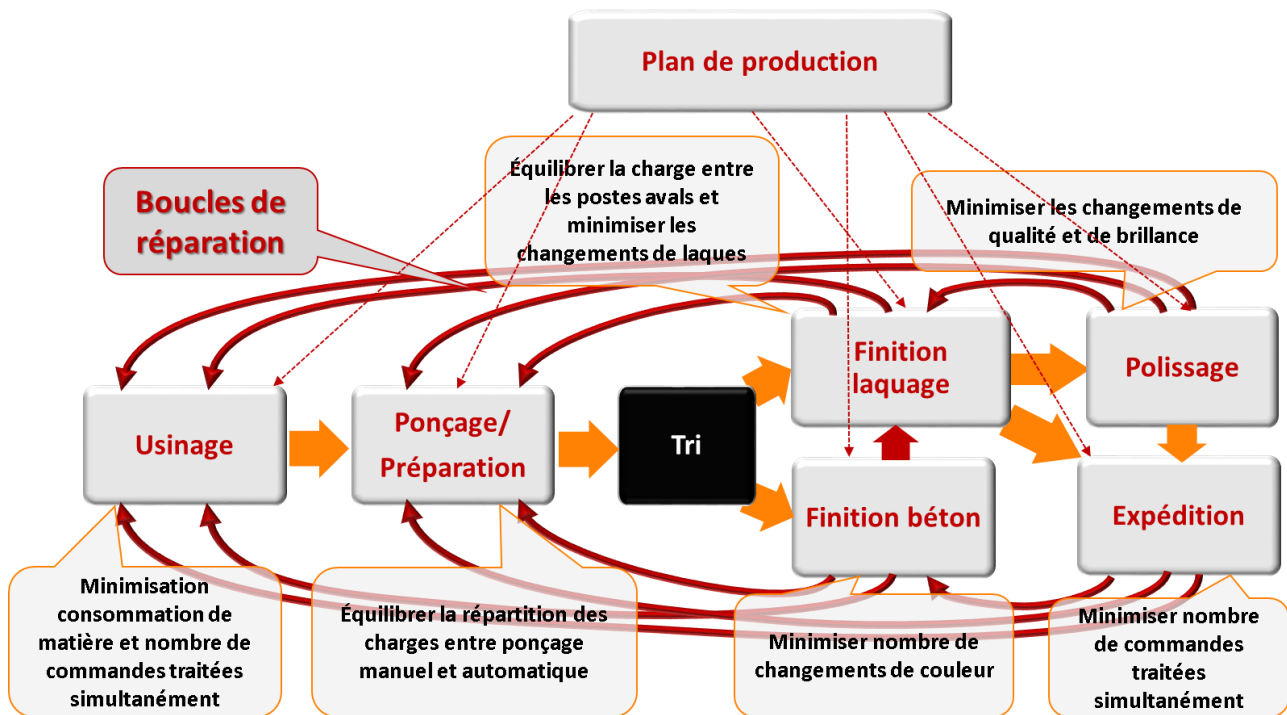 Plan de production
Équilibrer la charge entre
les postes avals et
minimiser les
changements de laques
Boucles de
réparation
Minimiser les changements de
qualité et de brillance
Usinage
Ponçage/
Préparation
Tri
Finition
laquage
Polissage
Finition béton
Expédition
Minimisation
consommation de
matière et nombre de
commandes traitées
simultanément
Équilibrer la répartition des
charges entre ponçage
manuel et automatique
Minimiser nombre de
changements de couleur
Minimiser nombre
de commandes
traitées
simultanément